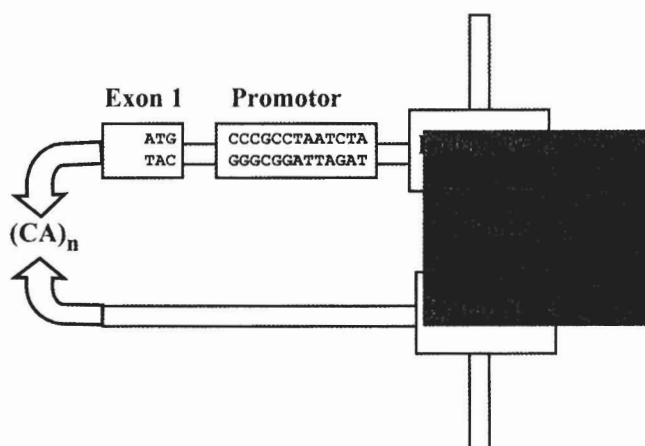 Exon 1
Promotor
ATG
TAC
CCCGCCTAATCTA
GGGCGGATTAGAT
(CA)n